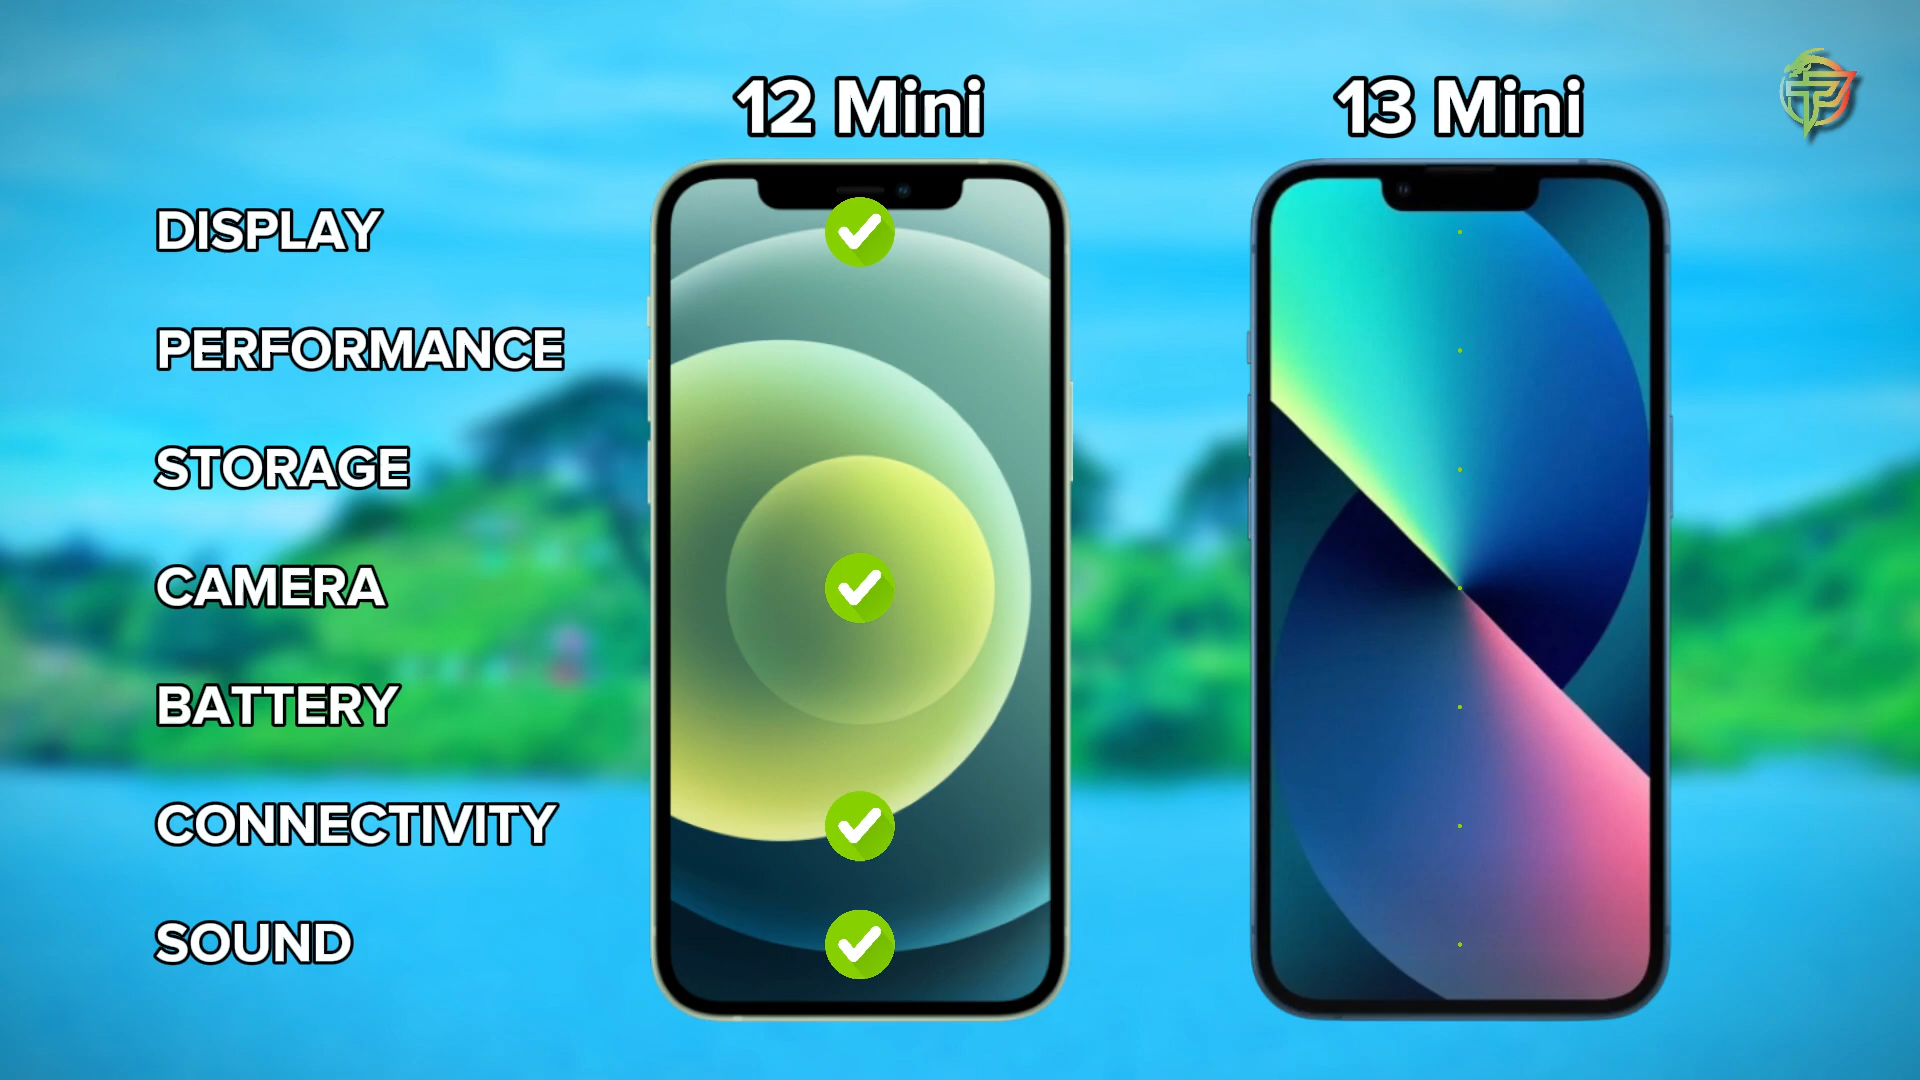 12 Mini
13 Mini
DISPLAY
PERFORMANCE
STORAGE
CAMERA
BATTERY
CONNECTIVITY
SOUND